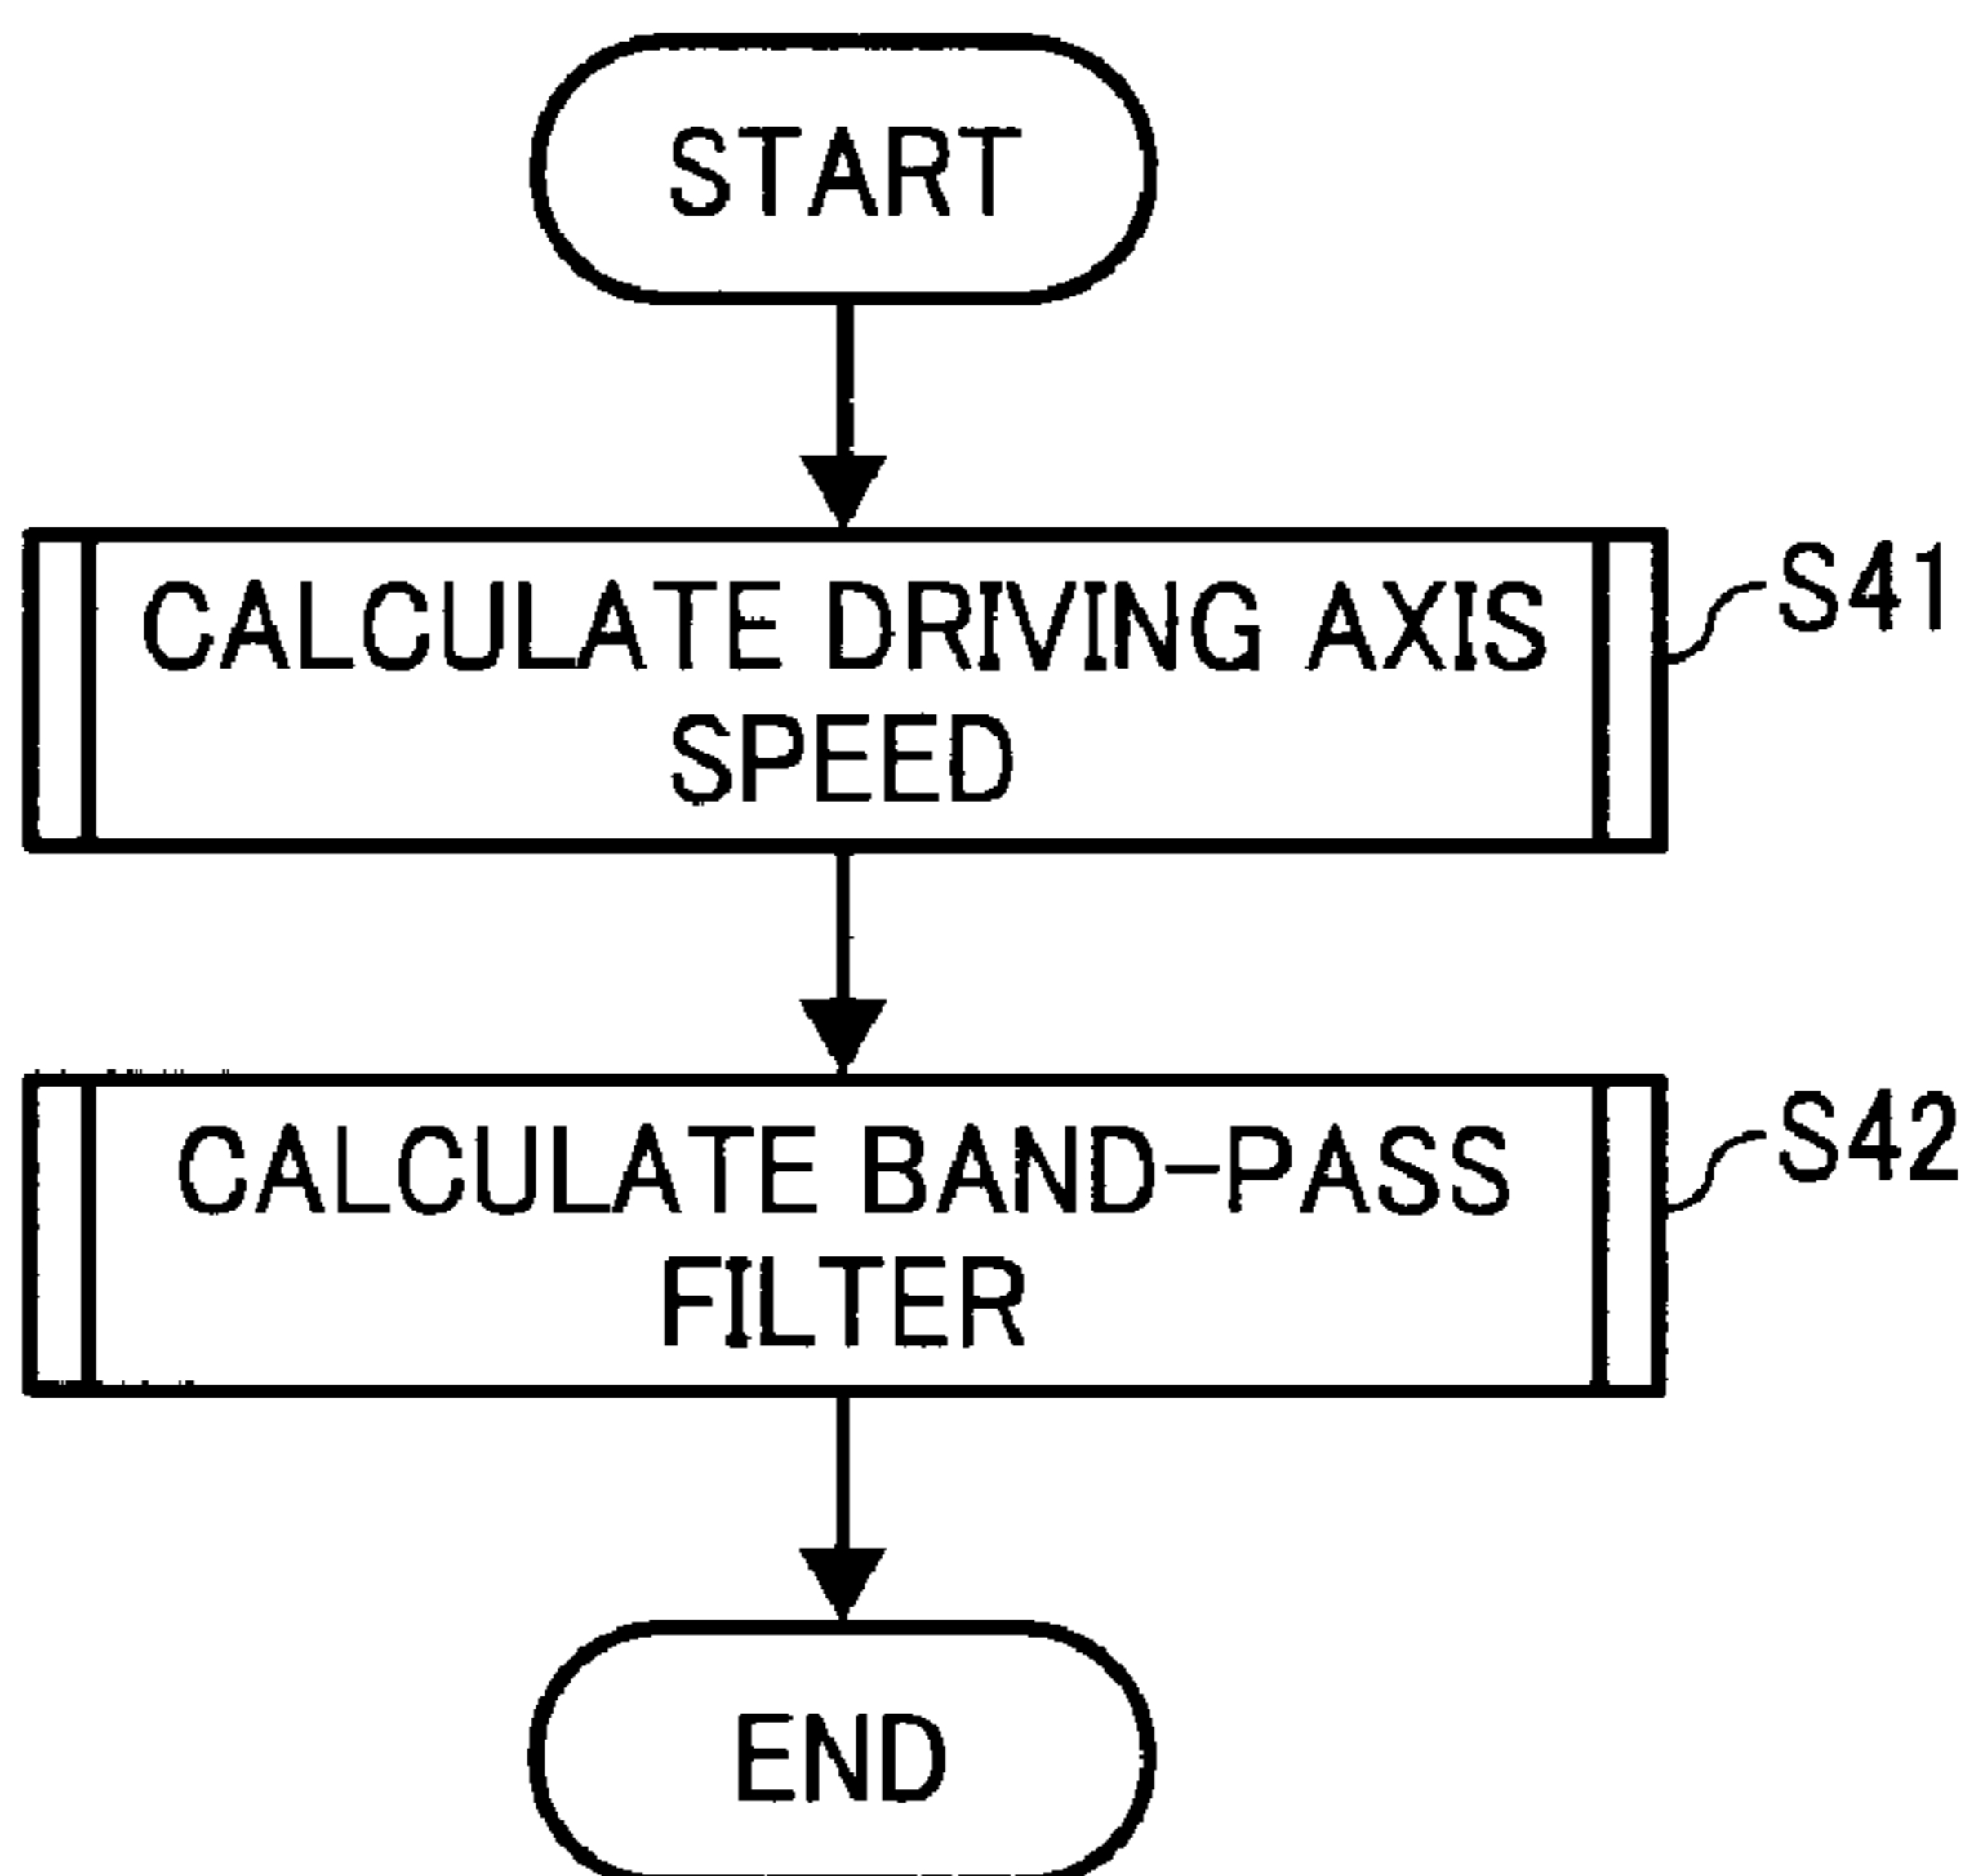 START
CALCULATE DRIVING AXIS
SPEED
S41
CALCULATE BAND-PASS
FILTER
S42
END